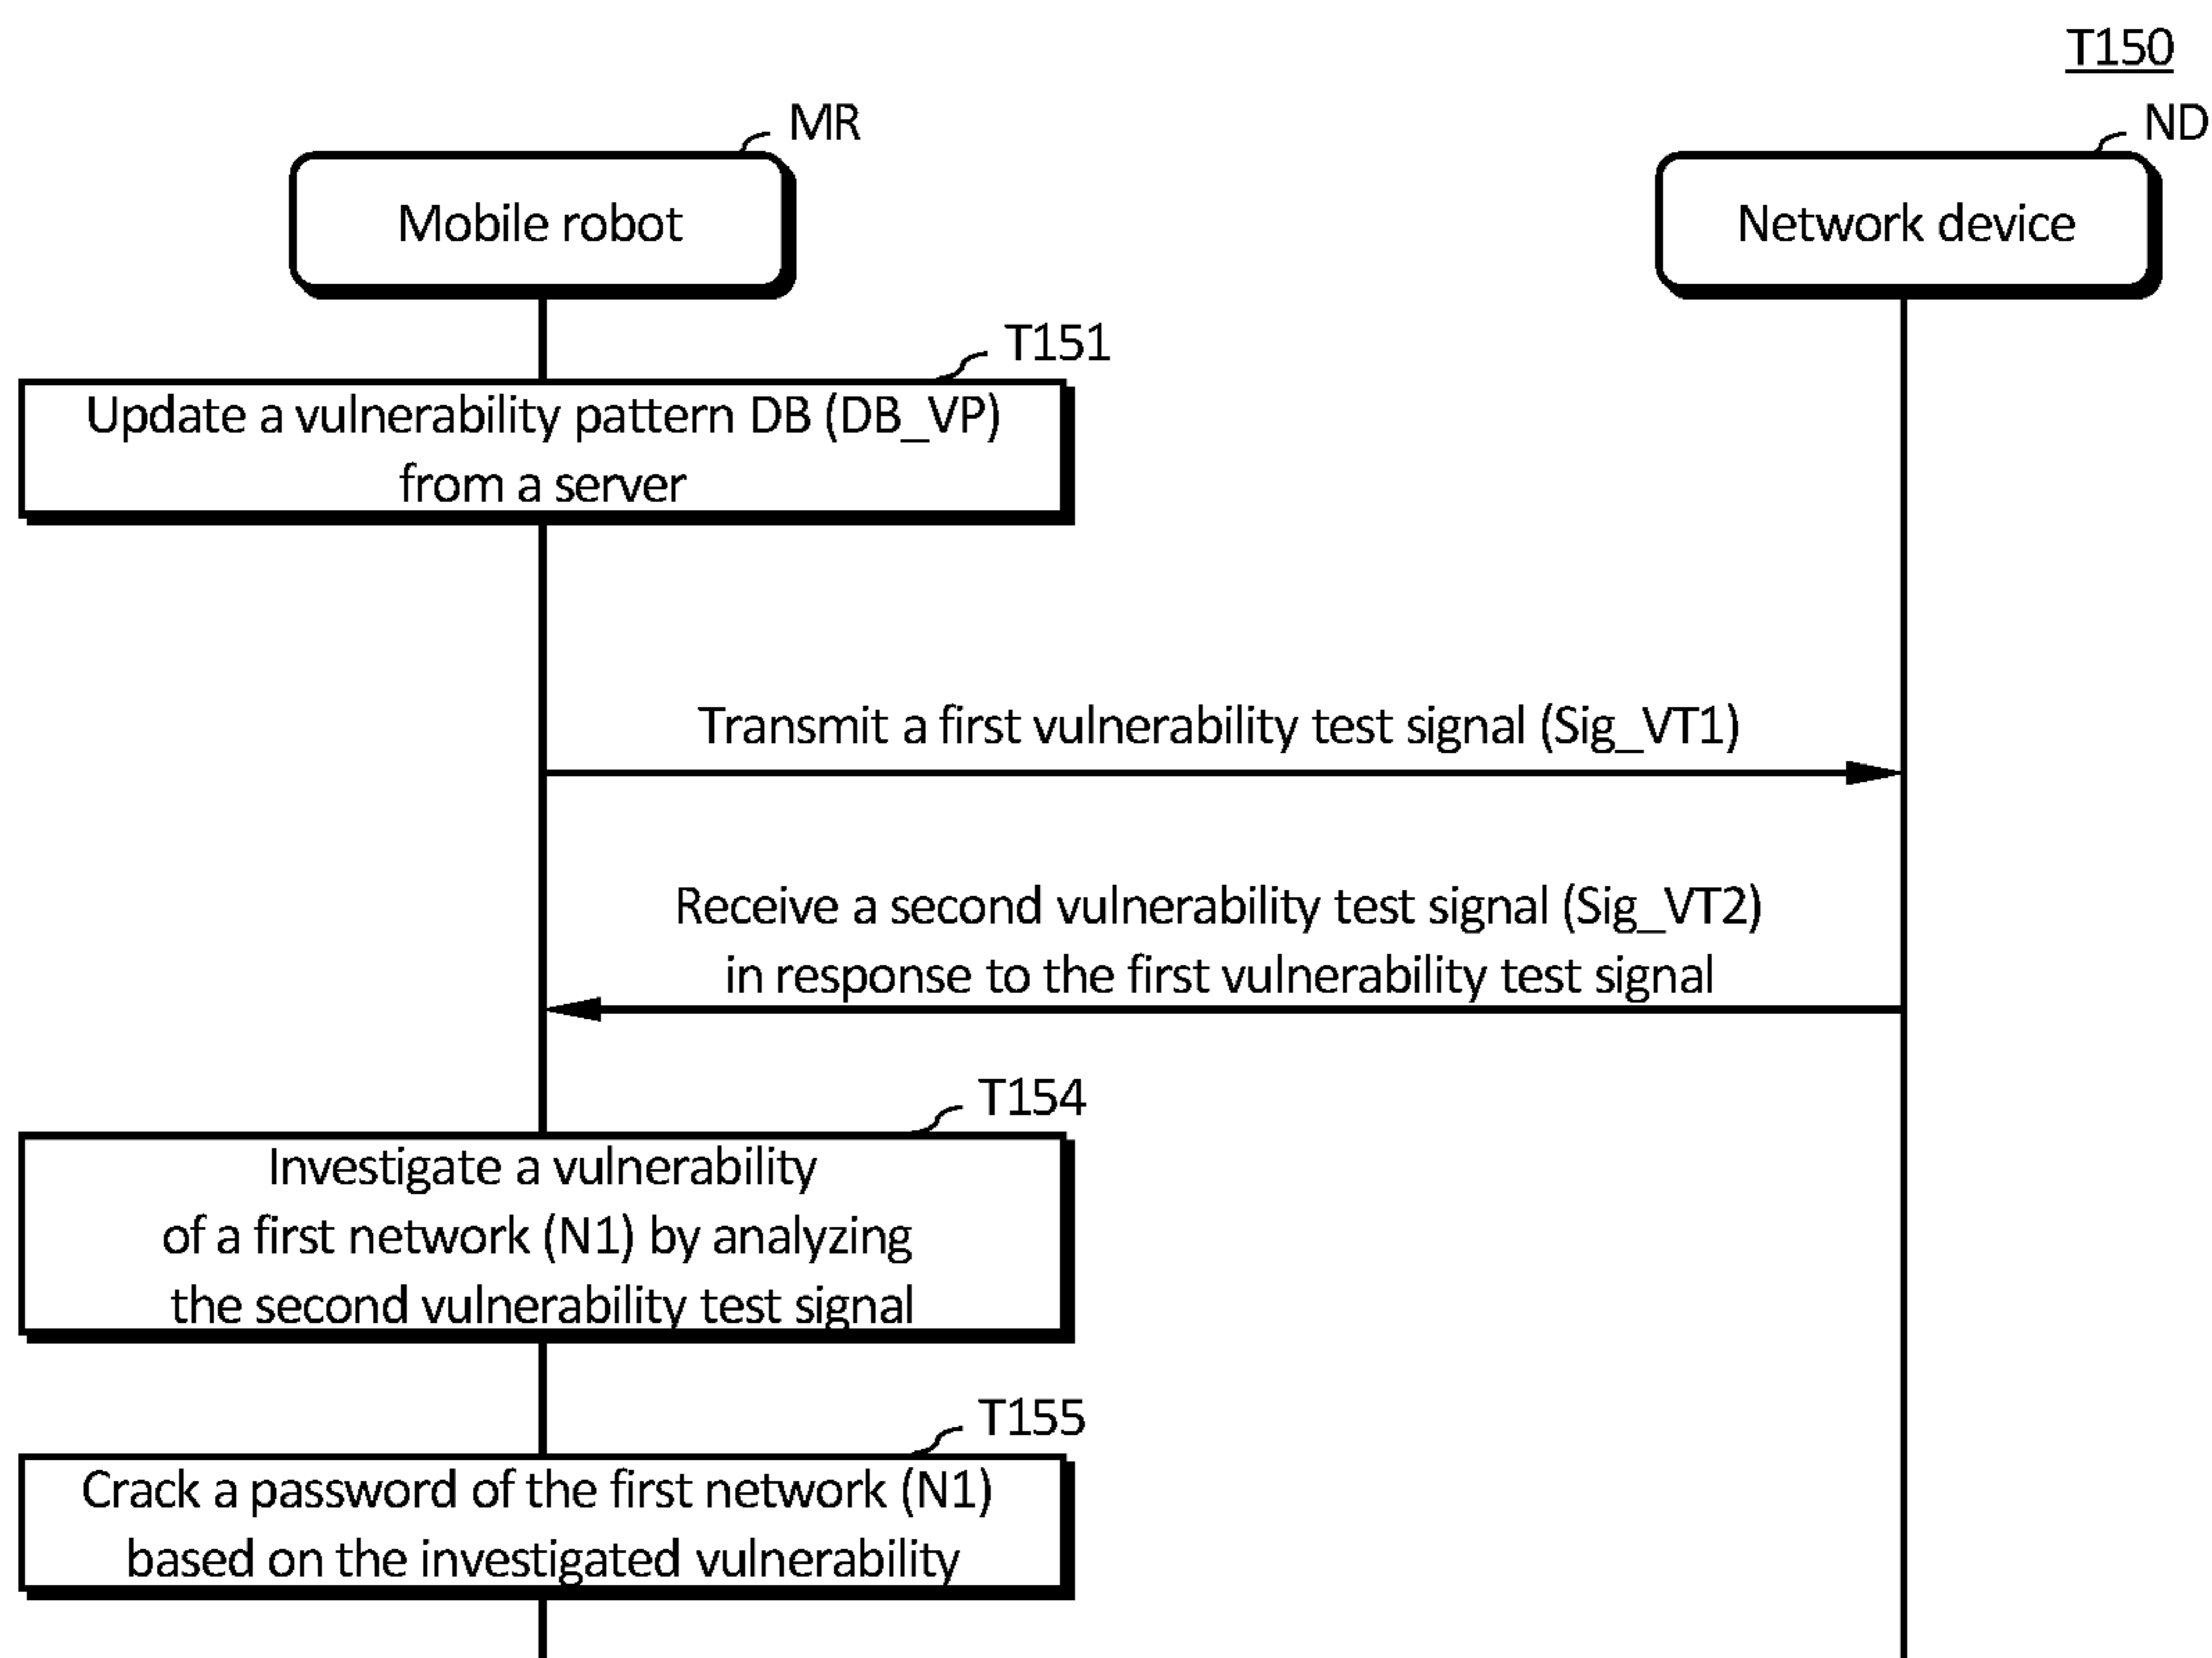 T150
MR
ND
Mobile robot
Network device
T151
Update a vulnerability pattern DB (DB_VP)
from a server
Transmit a first vulnerability test signal (Sig_VT1)
Receive a second vulnerability test signal (Sig_VT2)
in response to the first vulnerability test signal
T154
Investigate a vulnerability
of a first network (N1) by analyzing
the second vulnerability test signal
T155
Crack a password of the first network (N1)
based on the investigated vulnerability